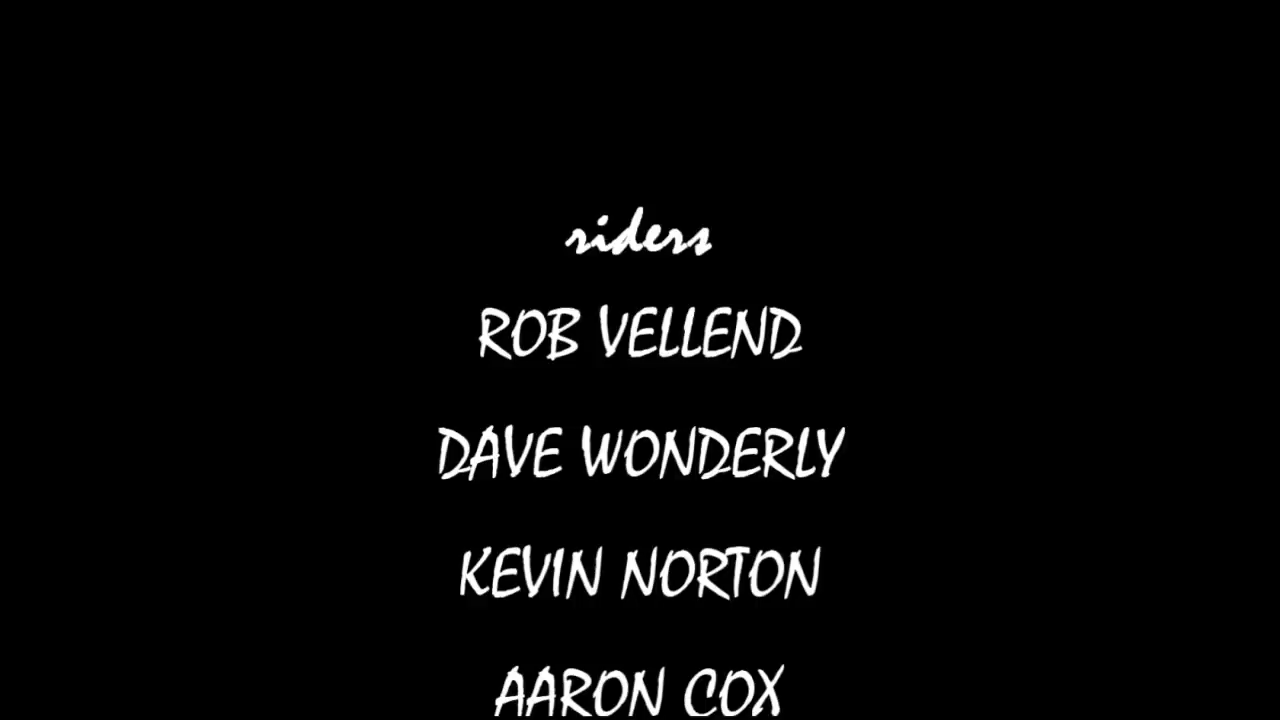 riders
ROB VELLEND
DAVE WONDERLY
KEVIN NORTON
AARON COX